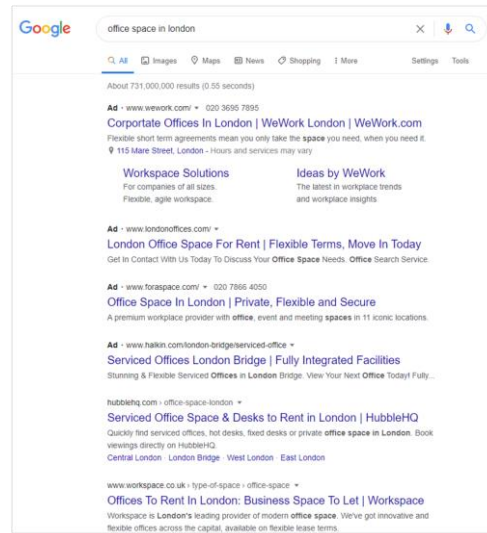 Google
office space in london
All Images Maps News Shopping More Settings Tools
About 731,000,000 results (0.55 seconds)
Ad · www.wework.com/ 020 3695 7895
Corportate Offices In London | WeWork London | WeWork.com
Flexible short term agreements mean you only take the space you need, when you need it.
115 Mare Street, London - Hours and services may vary
Workspace Solutions
For companies of all sizes.
Flexible, agile workspace.
Ideas by WeWork
The latest in workplace trends
and workplace insights
Ad · www.londonoffices.com/
London Office Space For Rent | Flexible Terms, Move In Today
Get In Contact With Us Today To Discuss Your Office Space Needs. Office Search Service.
Ad · www.foraspace.com/ 020 7866 4050
Office Space In London | Private, Flexible and Secure
A premium workplace provider with office, event and meeting spaces in 11 iconic locations.
Ad · www.halkin.com/london-bridge/serviced-office
Serviced Offices London Bridge | Fully Integrated Facilities
Stunning & Flexible Serviced Offices in London Bridge. View Your Next Office Today! Fully...
hubblehq.com › office-space-london
Serviced Office Space & Desks to Rent in London | HubbleHQ
Quickly find serviced offices, hot desks, fixed desks or private office space in London. Book
viewings directly on HubbleHQ.
Central London · London Bridge · West London · East London
www.workspace.co.uk › type-of-space › office-space
Offices To Rent In London: Business Space To Let | Workspace
Workspace is London's leading provider of modern office space. We've got innovative and
flexible offices across the capital, available on flexible lease terms.